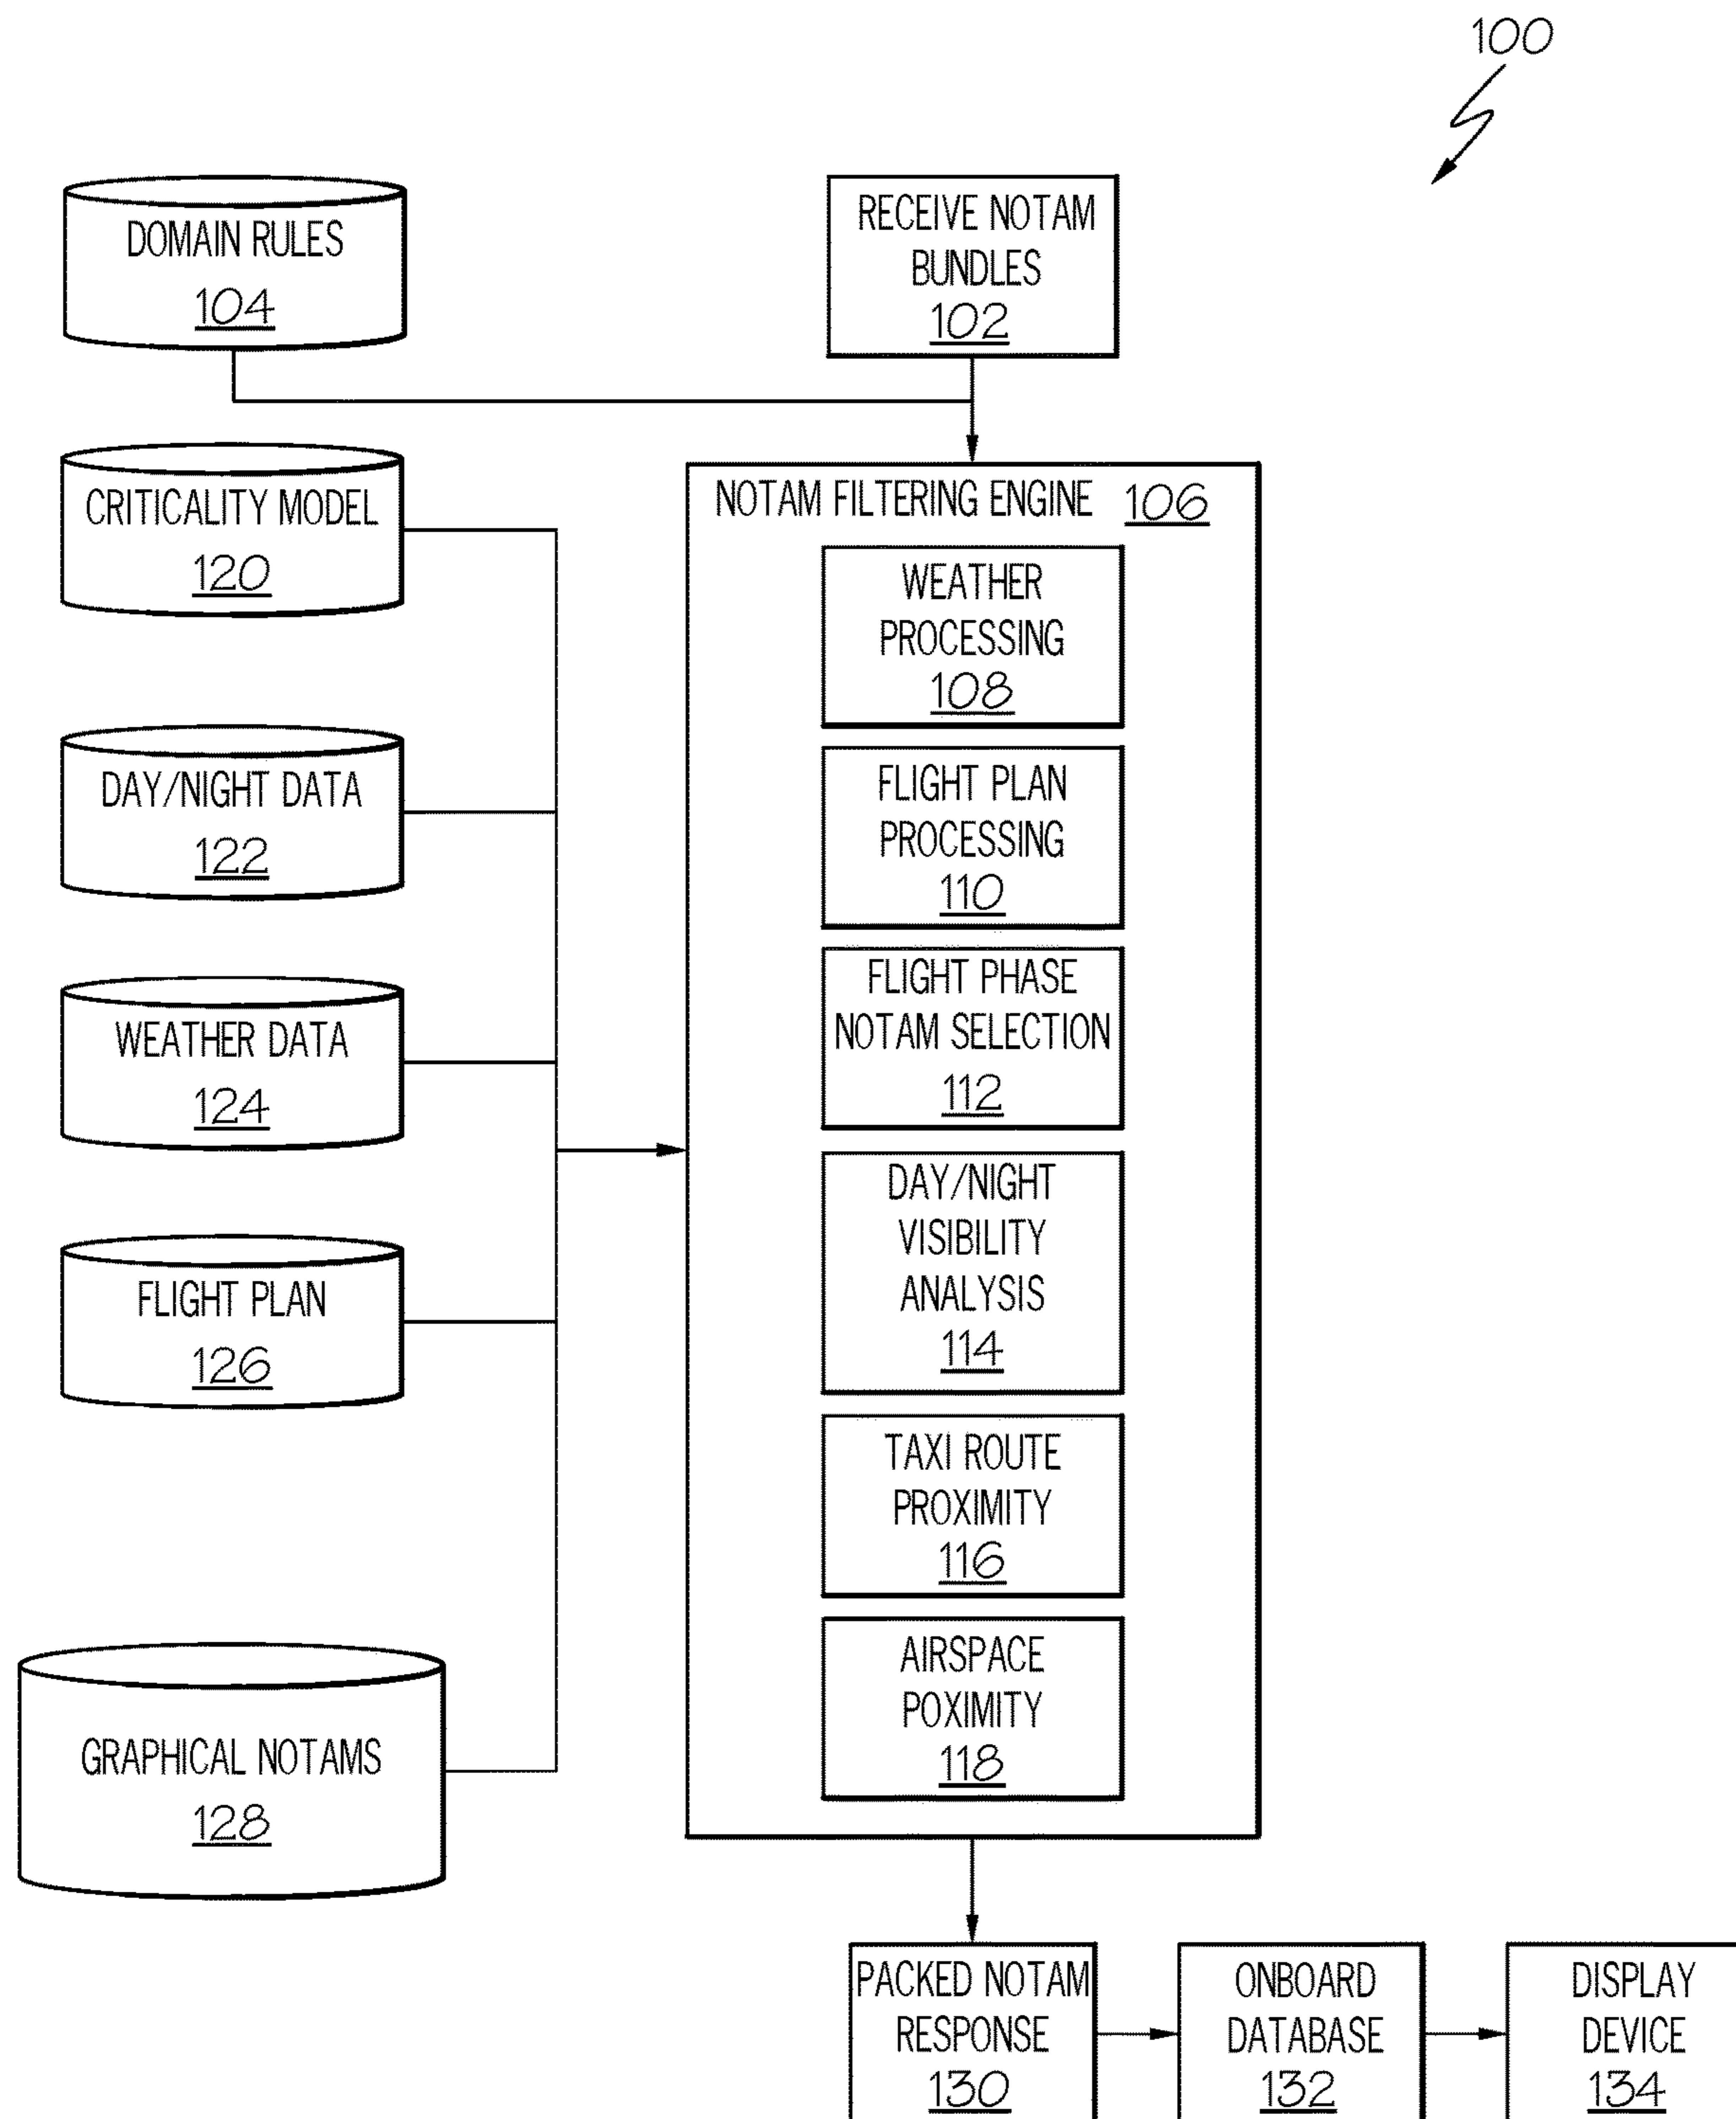 100
DOMAIN RULES
104
RECEIVE NOTAM
BUNDLES
102
CRITICALITY MODEL
120
DAY/NIGHT DATA
122
WEATHER DATA
124
FLIGHT PLAN
126
GRAPHICAL NOTAMS
128
NOTAM FILTERING ENGINE 106
WEATHER
PROCESSING
108
FLIGHT PLAN
PROCESSING
110
FLIGHT PHASE
NOTAM SELECTION
112
DAY/NIGHT
VISIBILITY
ANALYSIS
114
TAXI ROUTE
PROXIMITY
116
AIRSPACE
POXIMITY
118
PACKED NOTAM
RESPONSE
130
ONBOARD
DATABASE
132
DISPLAY
DEVICE
134